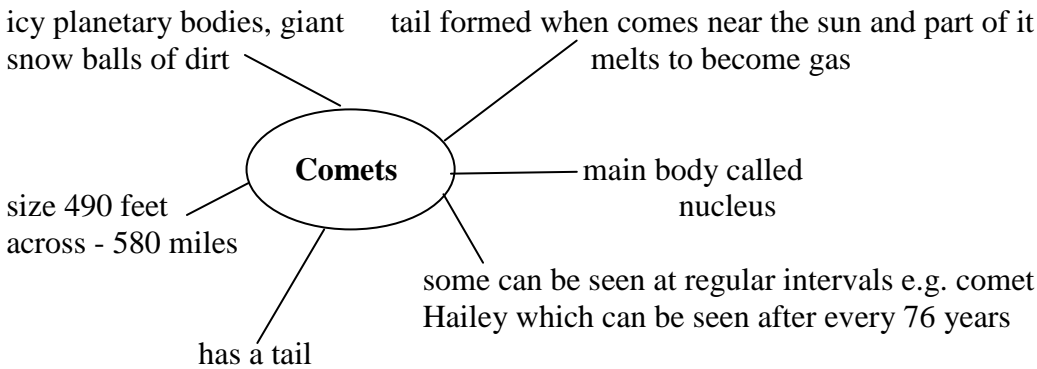 icy planetary bodies, giant
snow balls of dirt
tail formed when comes near the sun and part of it
melts to become gas
Comets
main body called
nucleus
size 490 feet
across - 580 miles
some can be seen at regular intervals e.g. comet
Hailey which can be seen after every 76 years
has a tail